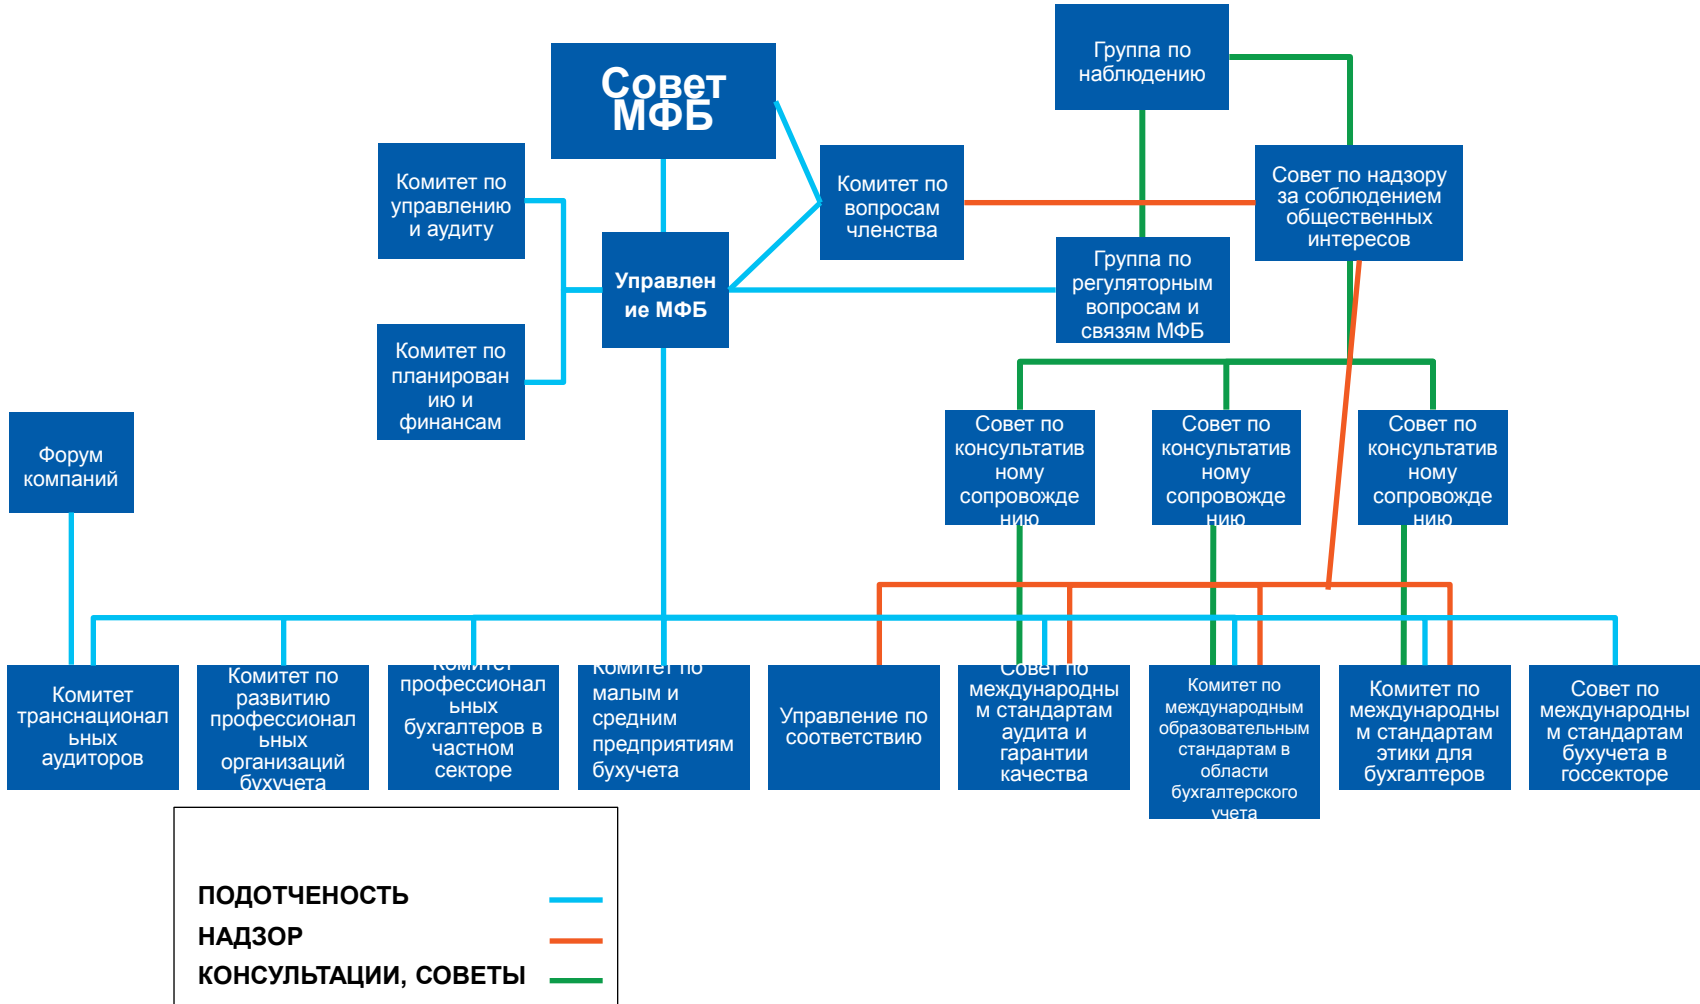 Совет
МФБ
Группа по
наблюдению
Комитет по
управлению
и аудиту
Комитет по
вопросам
членства
Совет по надзору
за соблюдением
общественных
интересов
Управлен
ие МФБ
Группа по
регуляторным
вопросам и
связям МФБ
Комитет по
планирован
ию и
финансам
Форум
компаний
Совет по
консультатив
ному
сопровожде
нию
Совет по
консультатив
ному
сопровожде
нию
Совет по
консультатив
ному
сопровожде
нию
Комитет
транснационал
ьных
аудиторов
Комитет по
развитию
профессионал
ьных
организаций
бухучета
Комитет
профессионал
ьных
бухгалтеров в
частном
секторе
Комитет по
малым и
средним
предприятиям
бухучета
Управление по
соответствию
Совет по
международны
м стандартам
аудита и
гарантии
качества
Комитет по
международным
образовательным
стандартам в
области
бухгалтерского
учета
Комитет по
международны
м стандартам
этики для
бухгалтеров
Совет по
международны
м стандартам
бухучета в
госсекторе
ПОДОТЧЕНОСТЬ
НАДЗОР
КОНСУЛЬТАЦИИ, СОВЕТЫ